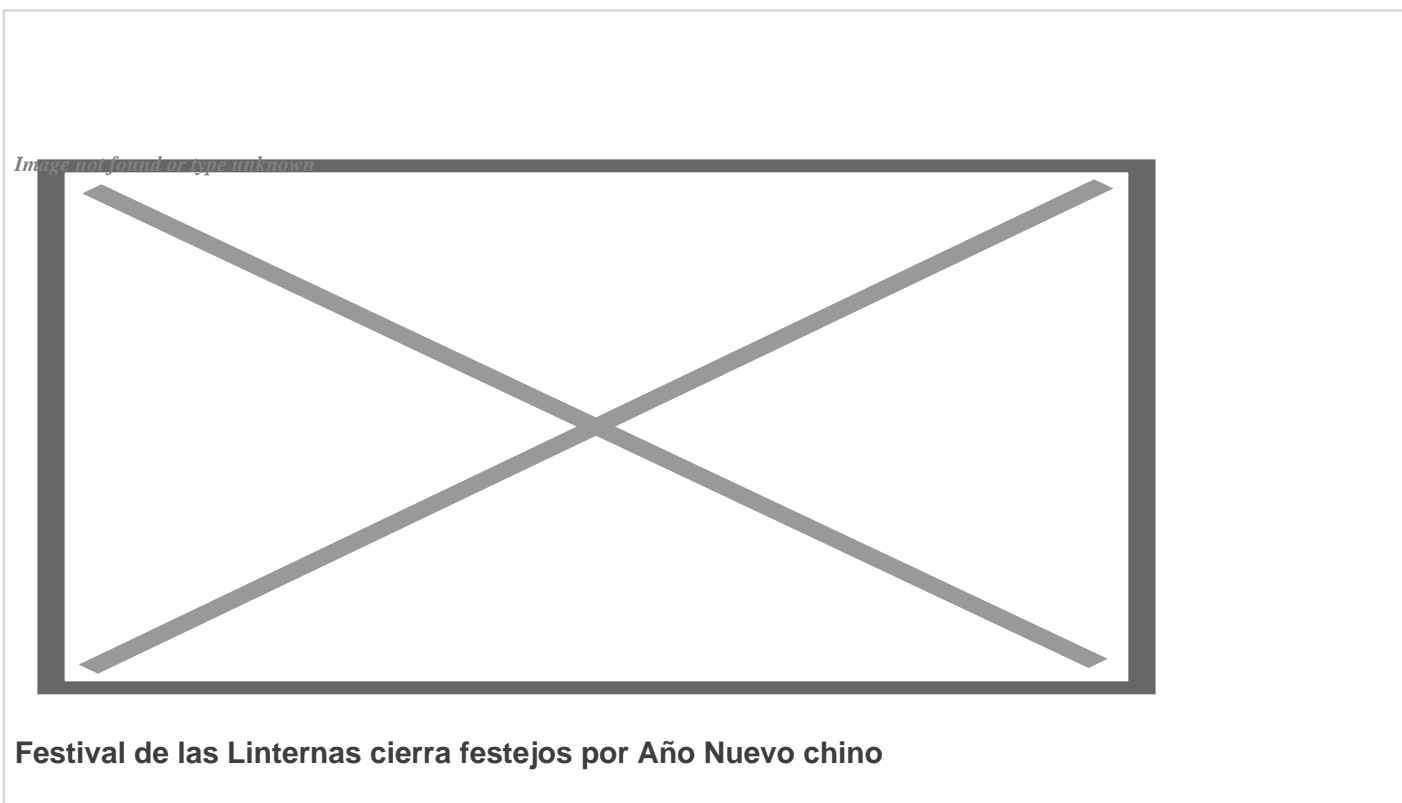 Image not found or type unknown
Festival de las Linternas cierra festejos por Año Nuevo chino